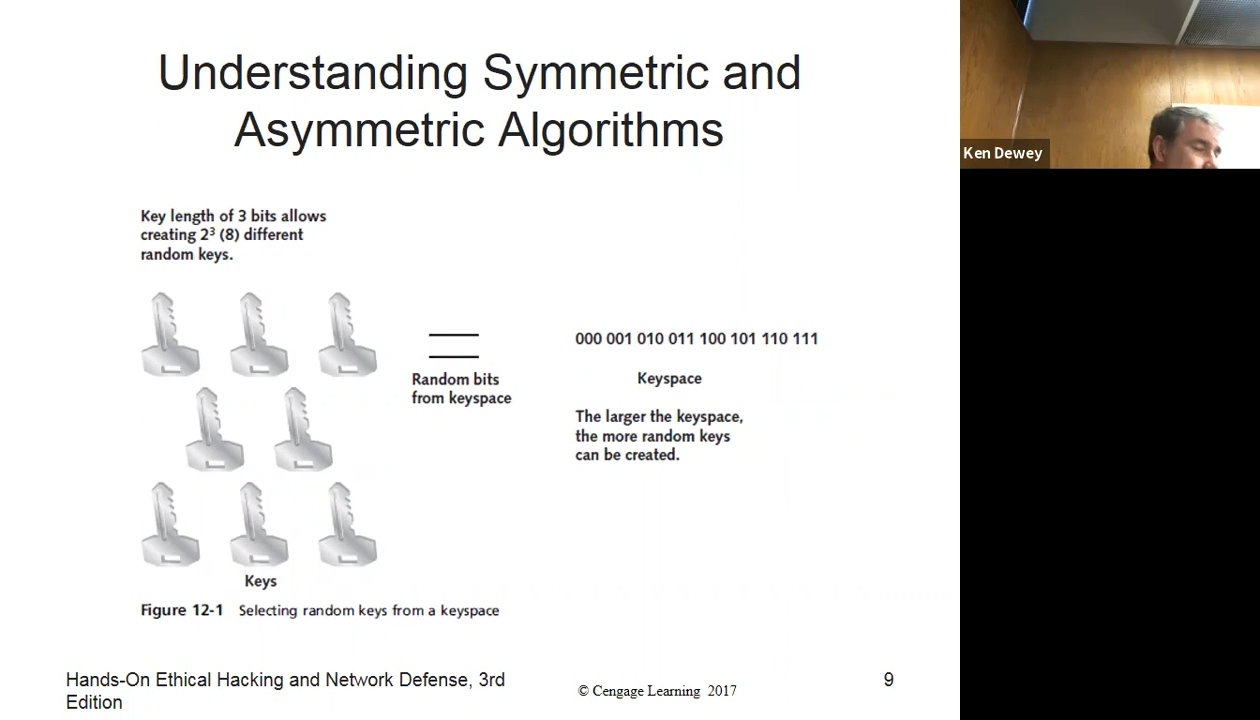 Understanding Symmetric and
Asymmetric Algorithms
Ken Dewey
Key length of 3 bits allows
creating 2³ (8) different
random keys.
000 001 010 011 100 101 110 111
Random bits
from keyspace
Keyspace
The larger the keyspace,
the more random keys
can be created.
Keys
Figure 12-1 Selecting random keys from a keyspace
Hands-On Ethical Hacking and Network Defense, 3rd
Edition
© Cengage Learning 2017
9